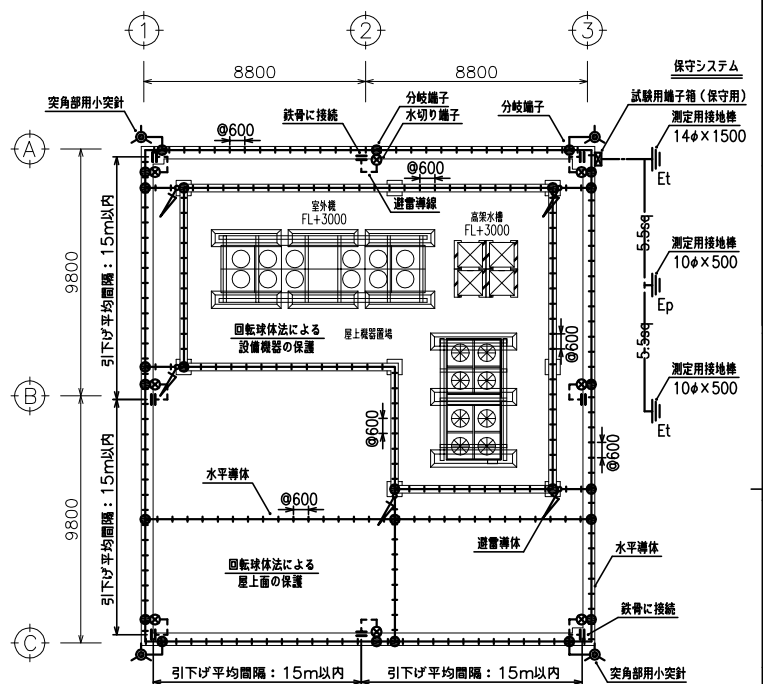 1
2
3
8800
8800
保守システム
試験用端子箱（保守用）
突角部用小突針
鉄骨に接続
分岐端子
水切り端子
分岐端子
測定用接地棒
14φ×1500
Et
A
@600
@600
避雷導線
室外機
FL+3000
高架水槽
FL+3000
9800
引下げ平均間隔：15m以内
5.5sq
測定用接地棒
10φ×500
Ep
回転球体法による
設備機器の保護
屋上機器置場
@600
5.5sq
測定用接地棒
10φ×500
Et
B
@600
@600
9800
引下げ平均間隔：15m以内
水平導体
@600
避雷導体
水平導体
回転球体法による
屋上面の保護
鉄骨に接続
C
引下げ平均間隔：15m以内
引下げ平均間隔：15m以内
突角部用小突針